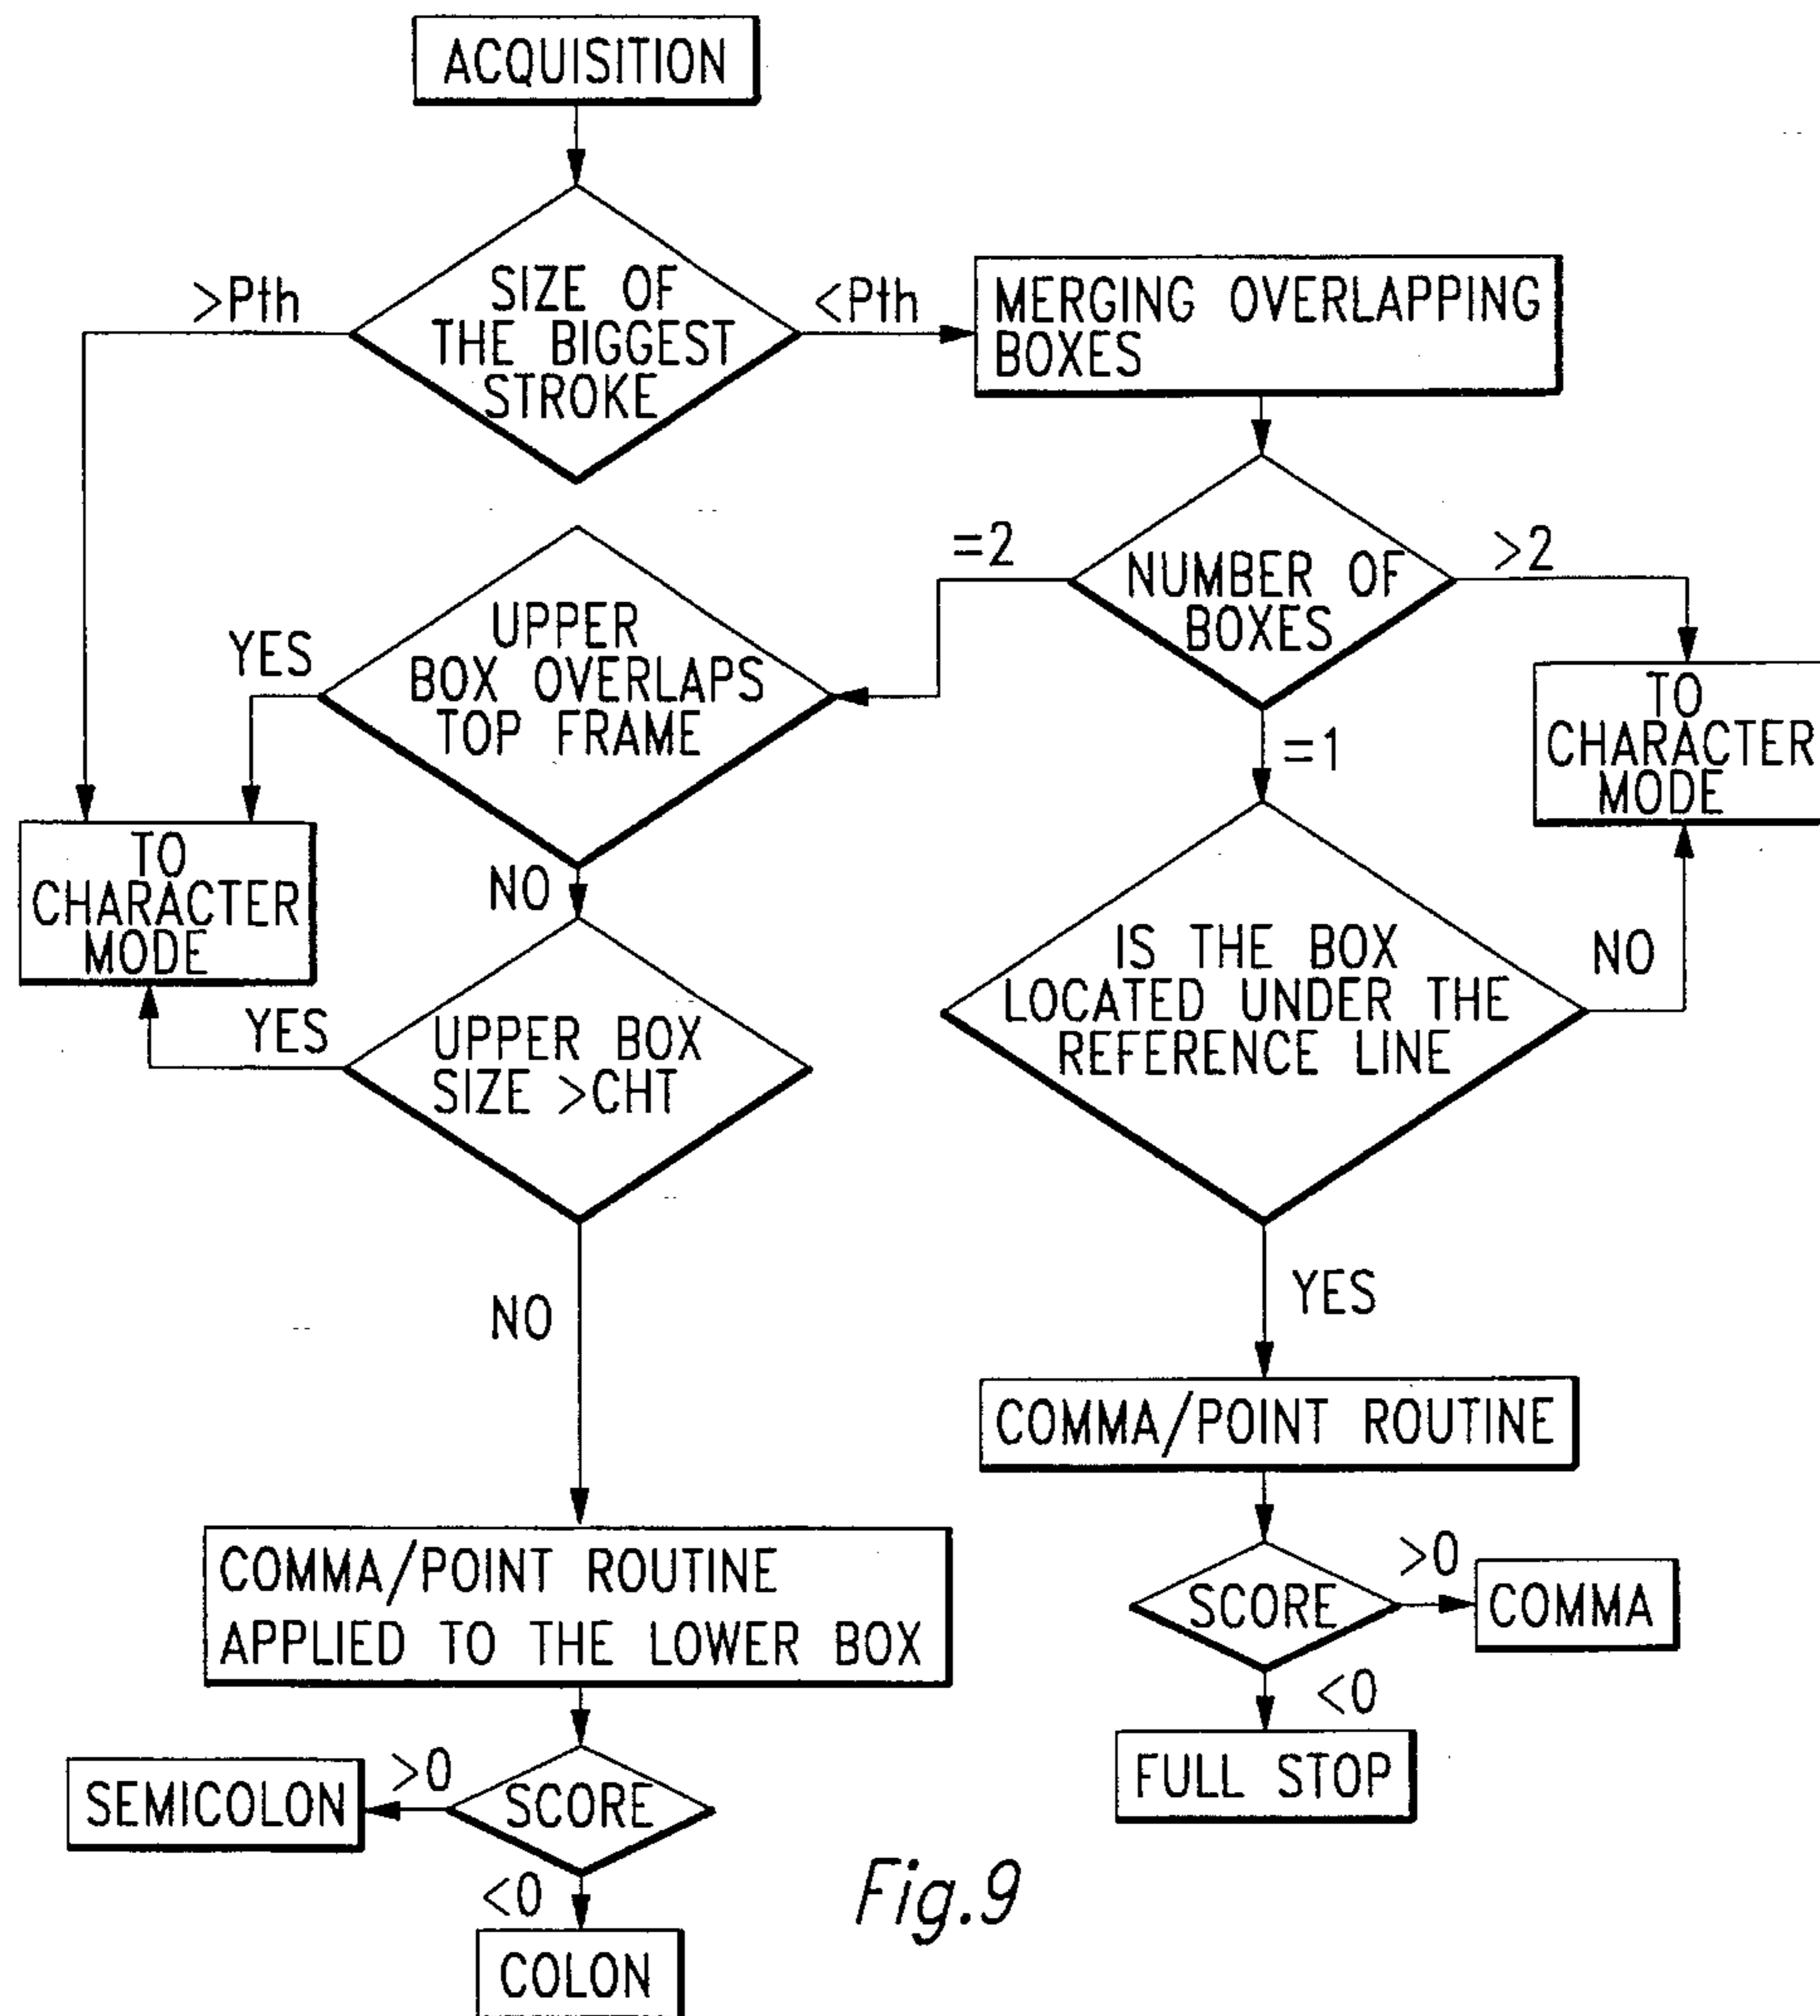 ACQUISITION
SIZE OF
THE BIGGEST
STROKE
>Pth
<Pth
MERGING OVERLAPPING
BOXES
NUMBER OF
BOXES
=2
>2
=1
UPPER
BOX OVERLAPS
TOP FRAME
YES
NO
TO
CHARACTER
MODE
TO
CHARACTER
MODE
UPPER BOX
SIZE >CHT
YES
NO
IS THE BOX
LOCATED UNDER THE
REFERENCE LINE
NO
YES
COMMA/POINT ROUTINE
SCORE
>0
COMMA
<0
FULL STOP
COMMA/POINT ROUTINE
APPLIED TO THE LOWER BOX
SCORE
>0
SEMICOLON
<0
COLON
Fig.9